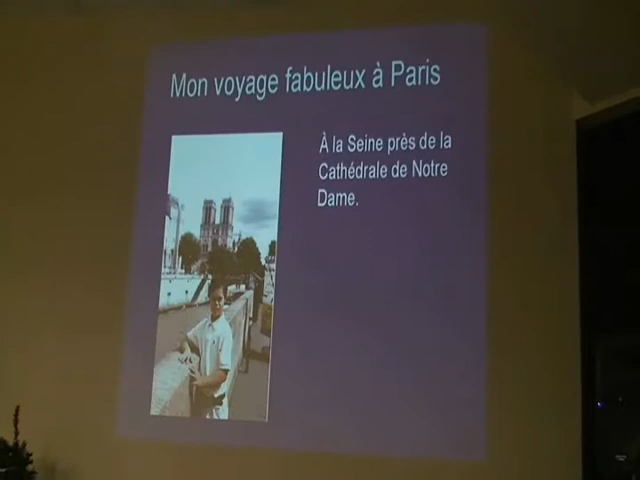 Mon voyage fabuleux à Paris
À la Seine près de la
Cathédrale de Notre
Dame.